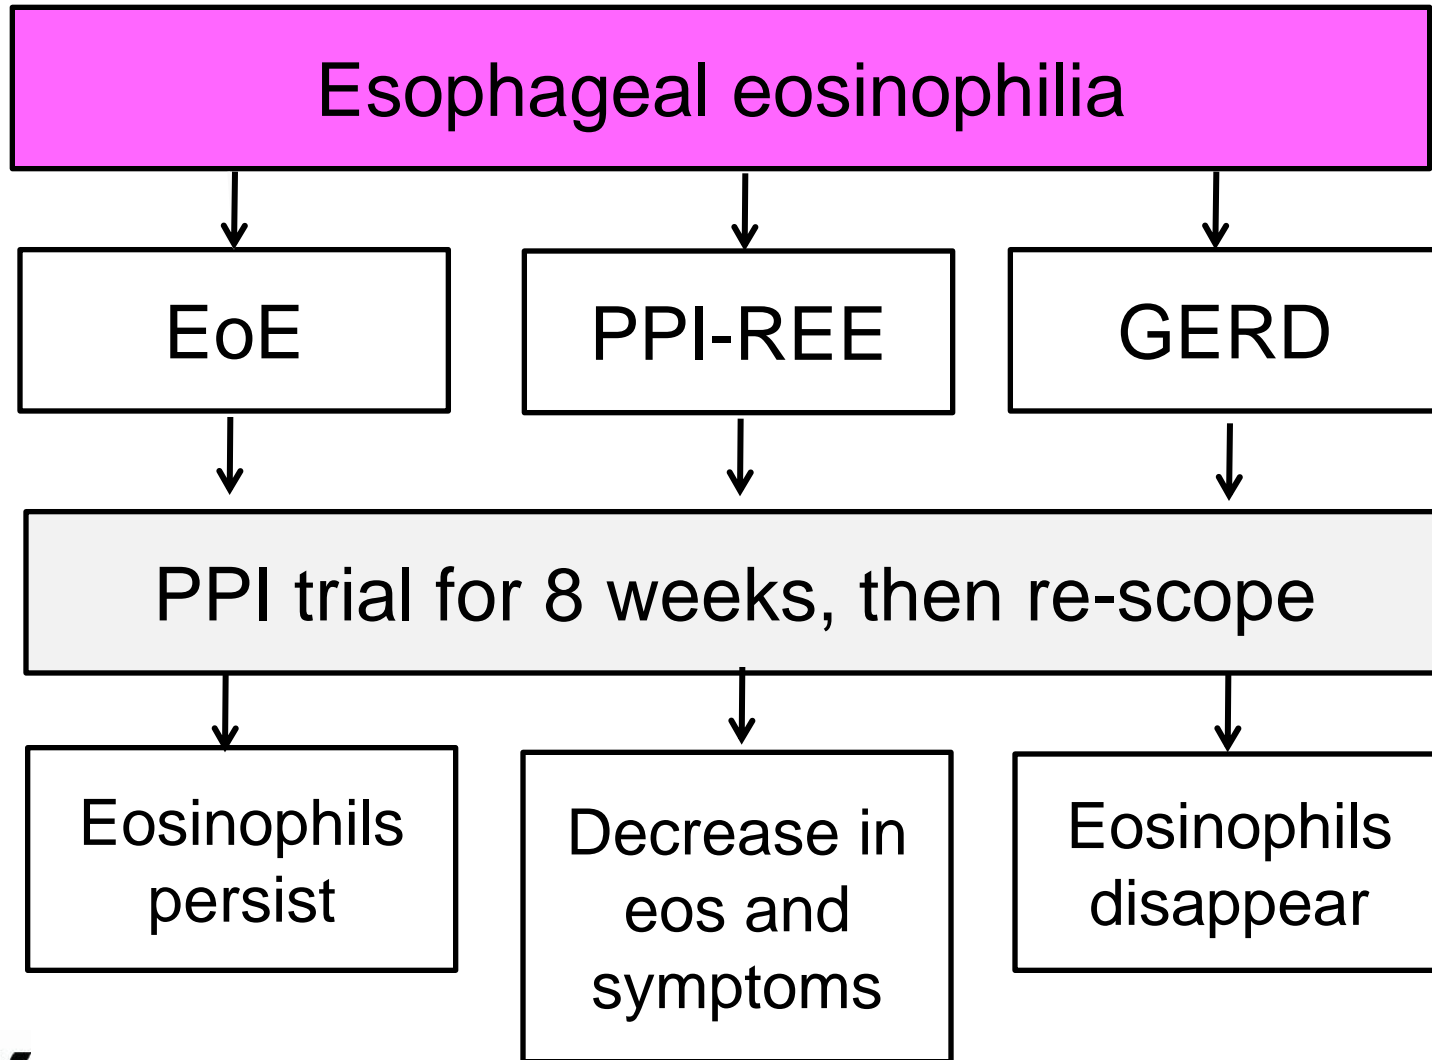 Esophageal eosinophilia
EoE
PPI-REE
GERD
PPI trial for 8 weeks, then re-scope
Eosinophils
persist
Decrease in
eos and
symptoms
Eosinophils
disappear